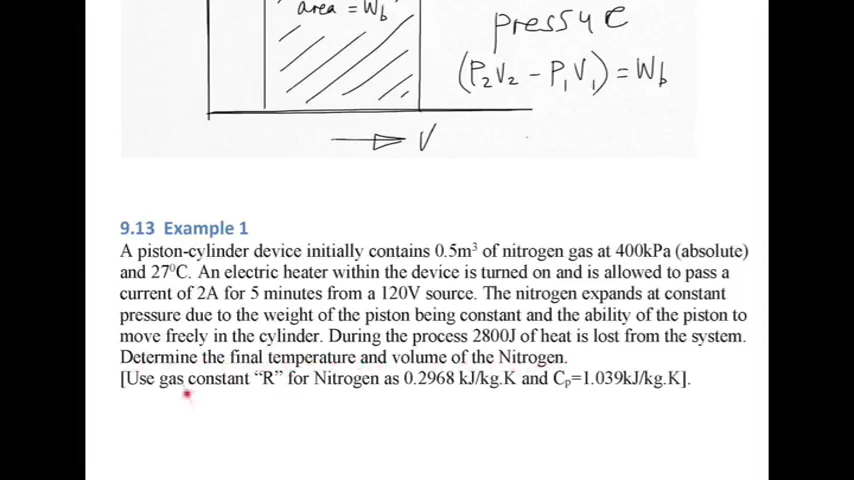 area = Wb
pressure
(P₂V₂ - P₁V₁) = Wb
V
9.13 Example 1
A piston-cylinder device initially contains 0.5m³ of nitrogen gas at 400kPa (absolute)
and 27⁰C. An electric heater within the device is turned on and is allowed to pass a
current of 2A for 5 minutes from a 120V source. The nitrogen expands at constant
pressure due to the weight of the piston being constant and the ability of the piston to
move freely in the cylinder. During the process 2800J of heat is lost from the system.
Determine the final temperature and volume of the Nitrogen.
[Use gas constant “R” for Nitrogen as 0.2968 kJ/kg.K and Cₚ=1.039kJ/kg.K].